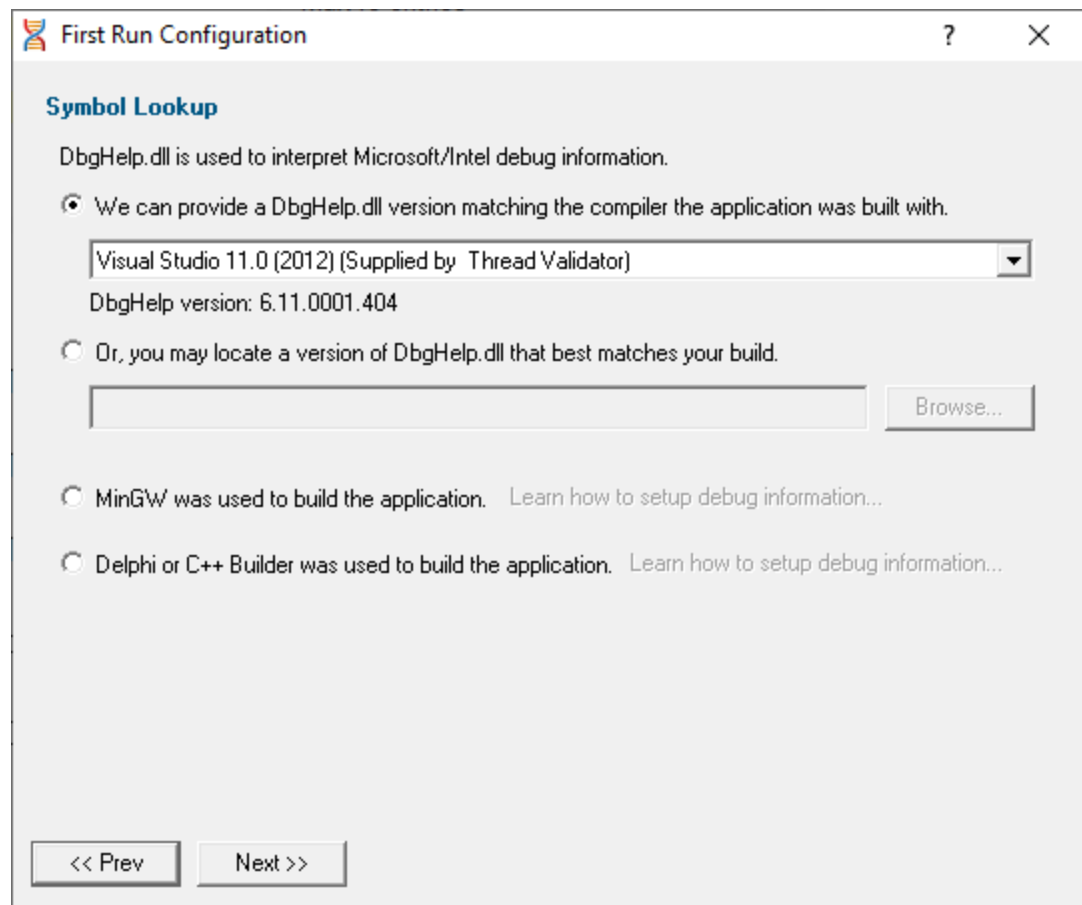 First Run Configuration
?
Symbol Lookup
DbgHelp.dll is used to interpret Microsoft/Intel debug information.
We can provide a DbgHelp.dll version matching the compiler the application was built with.
Visual Studio 11.0 (2012) (Supplied by  Thread Validator)
DbgHelp version: 6.11.0001.404
Or, you may locate a version of DbgHelp.dll that best matches your build.
Browse...
MinGW was used to build the application. Learn how to setup debug information...
Delphi or C++ Builder was used to build the application. Learn how to setup debug information...
<< Prev Next >>